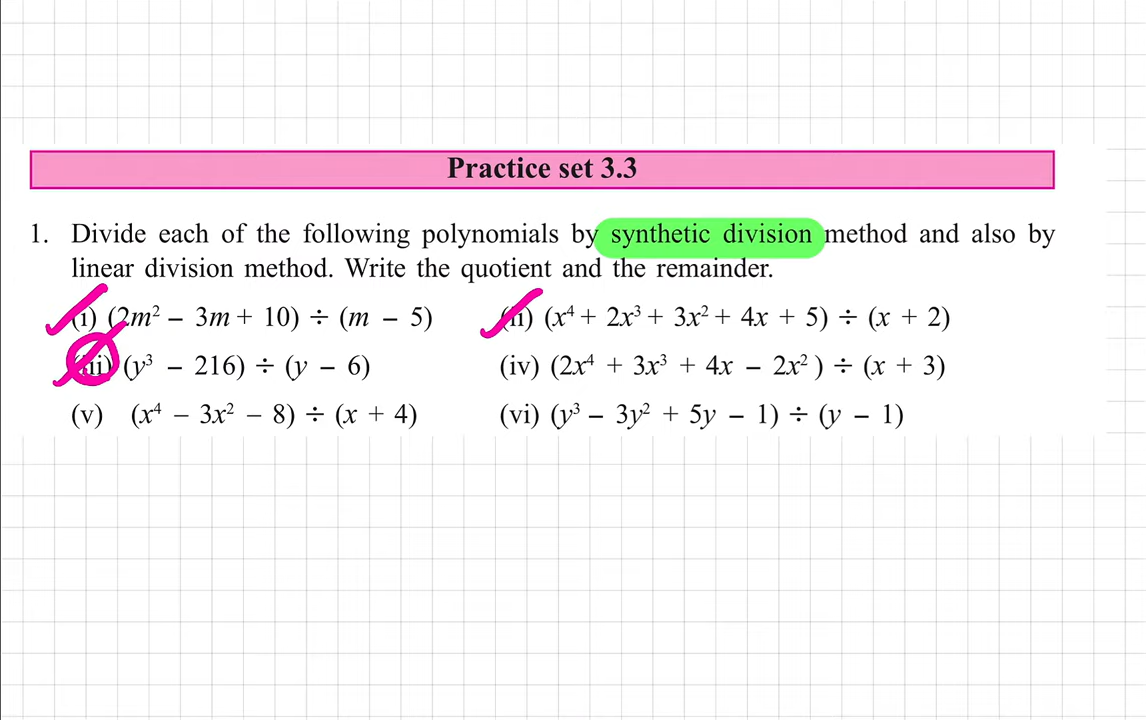 Practice set 3.3
1. Divide each of the following polynomials by synthetic division method and also by
linear division method. Write the quotient and the remainder.
(i) (2m² – 3m + 10) ÷ (m – 5) (ii) (x⁴ + 2x³ + 3x² + 4x + 5) ÷ (x + 2)
(iii) (y³ – 216) ÷ (y – 6) (iv) (2x⁴ + 3x³ + 4x – 2x² ) ÷ (x + 3)
(v) (x⁴ – 3x² – 8) ÷ (x + 4) (vi) (y³ – 3y² + 5y – 1) ÷ (y – 1)